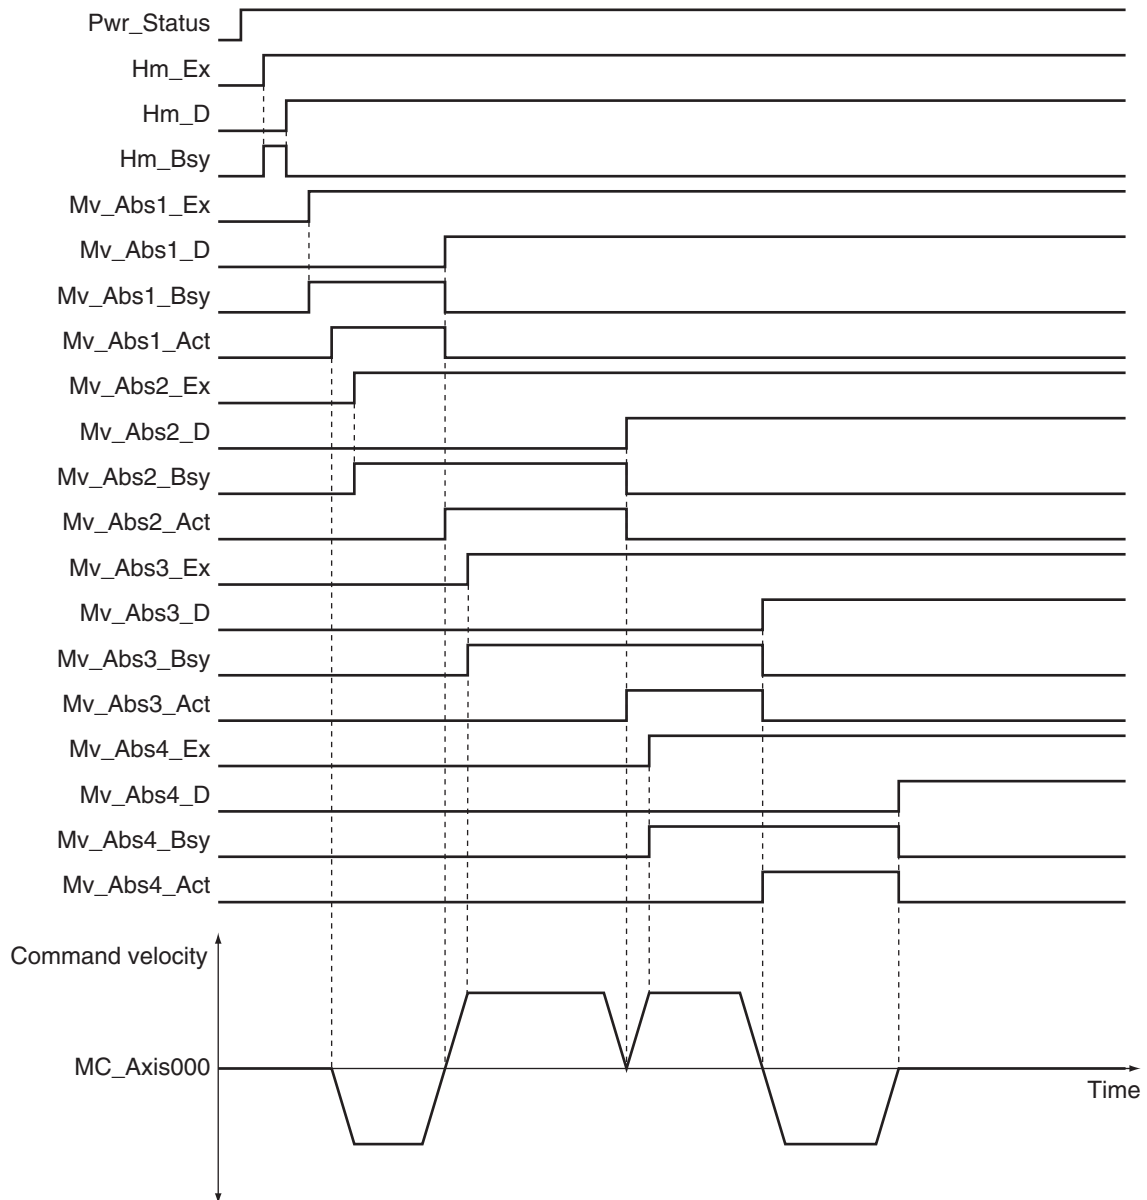 Pwr_Status
Hm_Ex
Hm_D
Hm_Bsy
Mv_Abs1_Ex
Mv_Abs1_D
Mv_Abs1_Bsy
Mv_Abs1_Act
Mv_Abs2_Ex
Mv_Abs2_D
Mv_Abs2_Bsy
Mv_Abs2_Act
Mv_Abs3_Ex
Mv_Abs3_D
Mv_Abs3_Bsy
Mv_Abs3_Act
Mv_Abs4_Ex
Mv_Abs4_D
Mv_Abs4_Bsy
Mv_Abs4_Act
Command velocity
MC_Axis000
Time